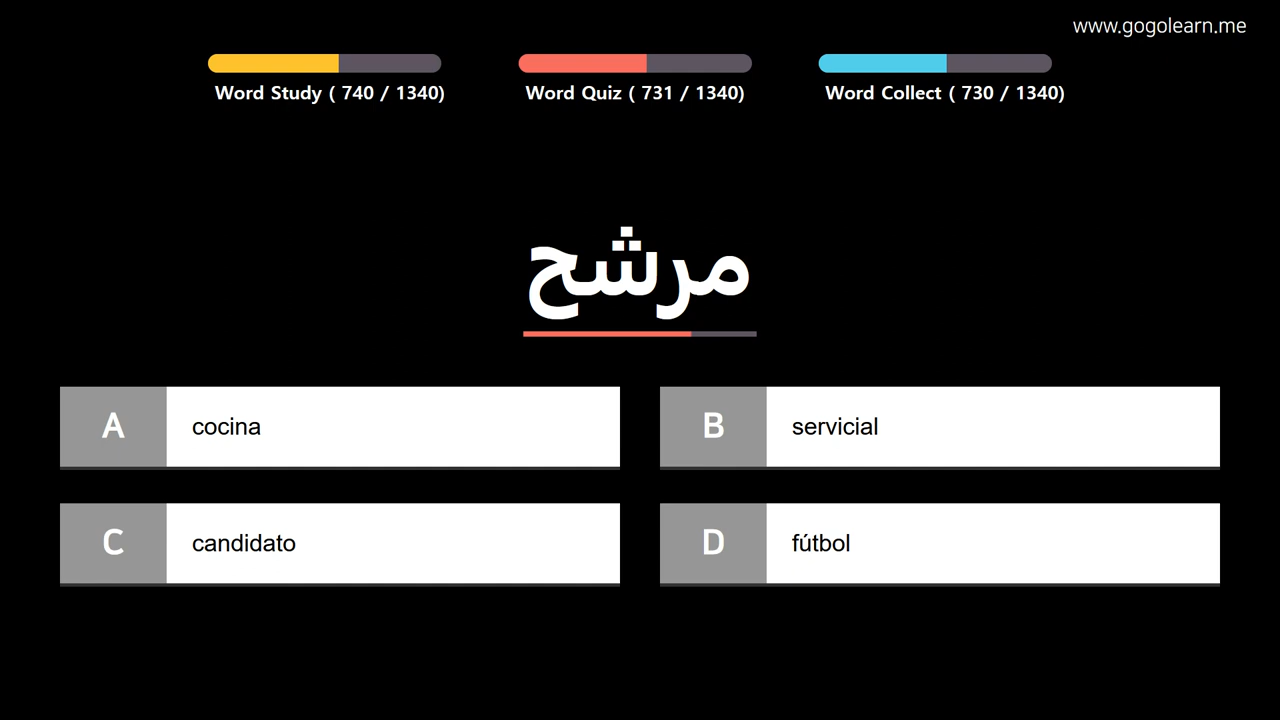 www.gogolearn.me
Word Study ( 740 / 1340)
Word Quiz ( 731 / 1340)
Word Collect ( 730 / 1340)
مرشح
A cocina
B servicial
C candidato
D fútbol